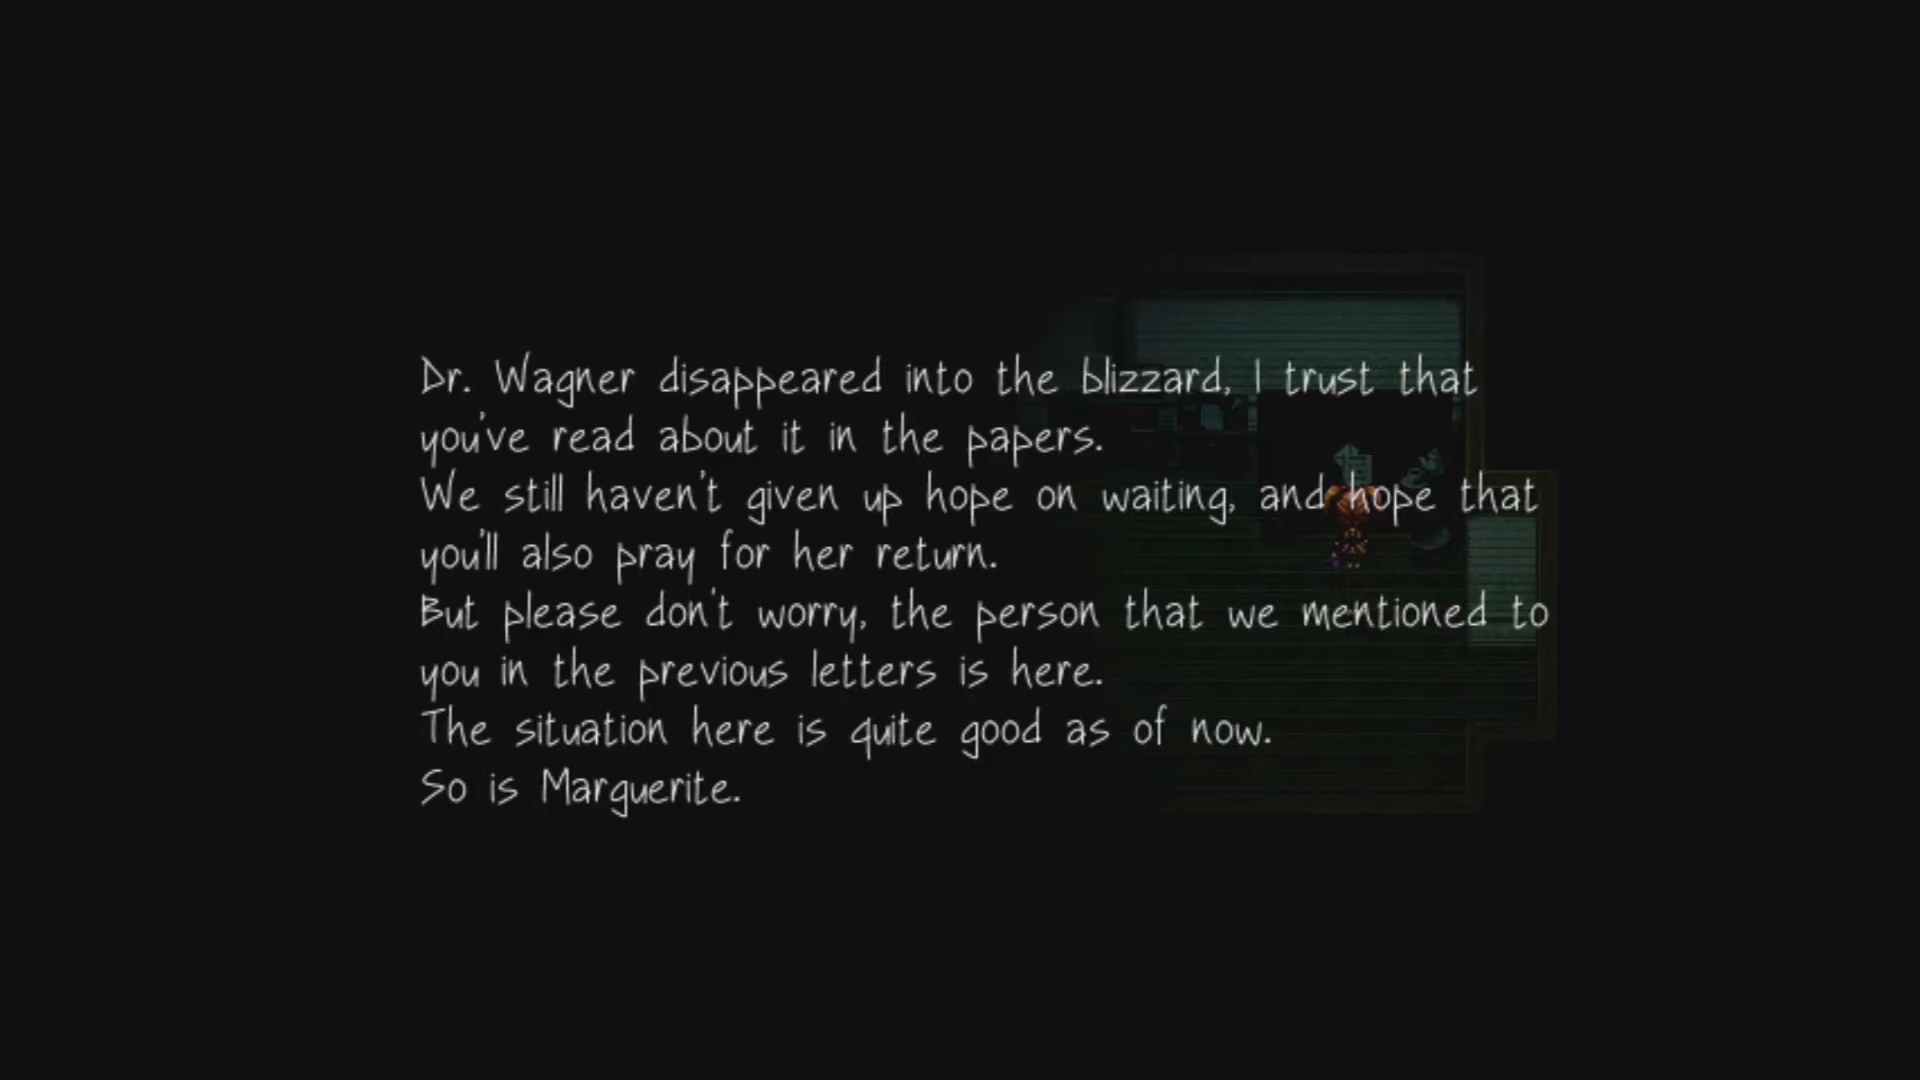 Dr. Wagner disappeared into the blizzard, I trust that
you've read about it in the papers.
We still haven't given up hope on waiting, and hope that
you'll also pray for her return.
But please don't worry, the person that we mentioned to
you in the previous letters is here.
The situation here is quite good as of now.
So is Marguerite.